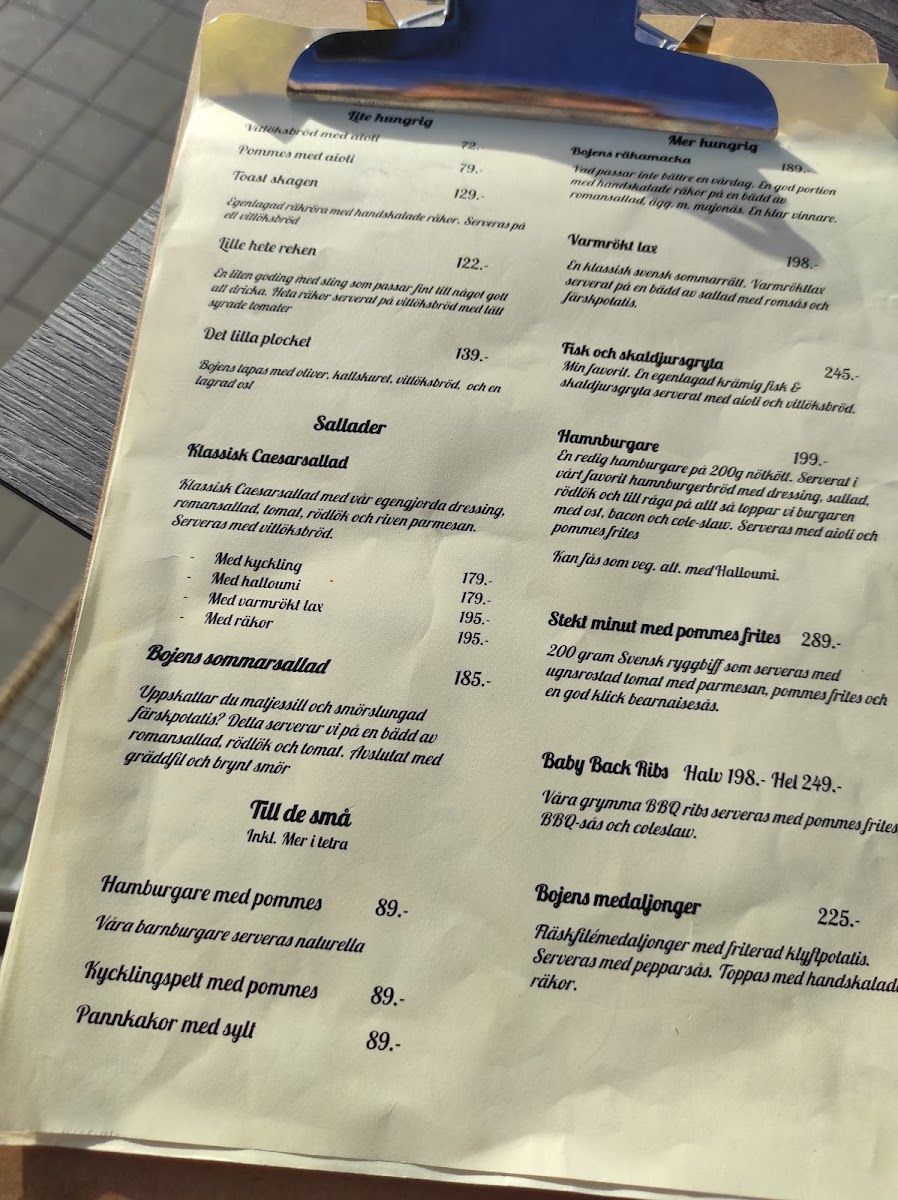 Lite hungrig
Vitlöksbröd med aioli 72.-
Pommes med aioli 79.-
Toast skagen 129.-
Egenlagad räkröra med handskalade räkor. Serveras på
ett vitlöksbröd
Lille hete reken 122.-
En liten goding med sting som passar fint till något gott
att dricka. Heta räkor serverat på vitlöksbröd med lätt
syrade tomater
Det lilla plocket 139.-
Bojens tapas med oliver, kallskuret, vitlöksbröd, och en
lagrad ost
Sallader
Klassisk Caesarsallad
Klassisk Caesarsallad med vår egengjorda dressing,
romansallad, tomat, rödlök och riven parmesan.
Serveras med vitlöksbröd.
- Med kyckling 179.-
- Med halloumi 179.-
- Med varmrökt lax 195.-
- Med räkor 195.-
Bojens sommarsallad 185.-
Uppskattar du matjessill och smörslungad
färskpotatis? Detta serverar vi på en bädd av
romansallad, rödlök och tomat. Avslutat med
gräddfil och brynt smör
Till de små
Inkl. Mer i tetra
Hamburgare med pommes 89.-
Våra barnburgare serveras naturella
Kycklingspett med pommes 89.-
Pannkakor med sylt 89.-
Mer hungrig
Bojens räkamacka 189.-
Vad passar inte bättre en vårdag. En god portion
med handskalade räkor på en bädd av
romansallad, ägg, m. majonäs. En klar vinnare.
Varmrökt lax 198.-
En klassisk svensk sommarrätt. Varmröktlax
serverat på en bädd av sallad med romsås och
färskpotatis.
Fisk och skaldjursgryta 245.-
Min favorit. En egenlagad krämig fisk &
skaldjursgryta serverat med aioli och vitlöksbröd.
Hamnburgare 199.-
En redig hamburgare på 200g nötkött. Serverat i
vårt favorit hamnburgerbröd med dressing, sallad,
rödlök och till råga på allt så toppar vi burgaren
med ost, bacon och cole-slaw. Serveras med aioli och
pommes frites
Kan fås som veg. alt. med Halloumi.
Stekt minut med pommes frites 289.-
200 gram Svensk ryggbiff som serveras med
ugnsrostad tomat med parmesan, pommes frites och
en god klick bearnaisesås.
Baby Back Ribs Halv 198.- Hel 249.-
Våra grymma BBQ ribs serveras med pommes frites
BBQ-sås och coleslaw.
Bojens medaljonger 225.-
Fläskfilémedaljonger med friterad klyftpotatis.
Serveras med pepparsås. Toppas med handskalade
räkor.